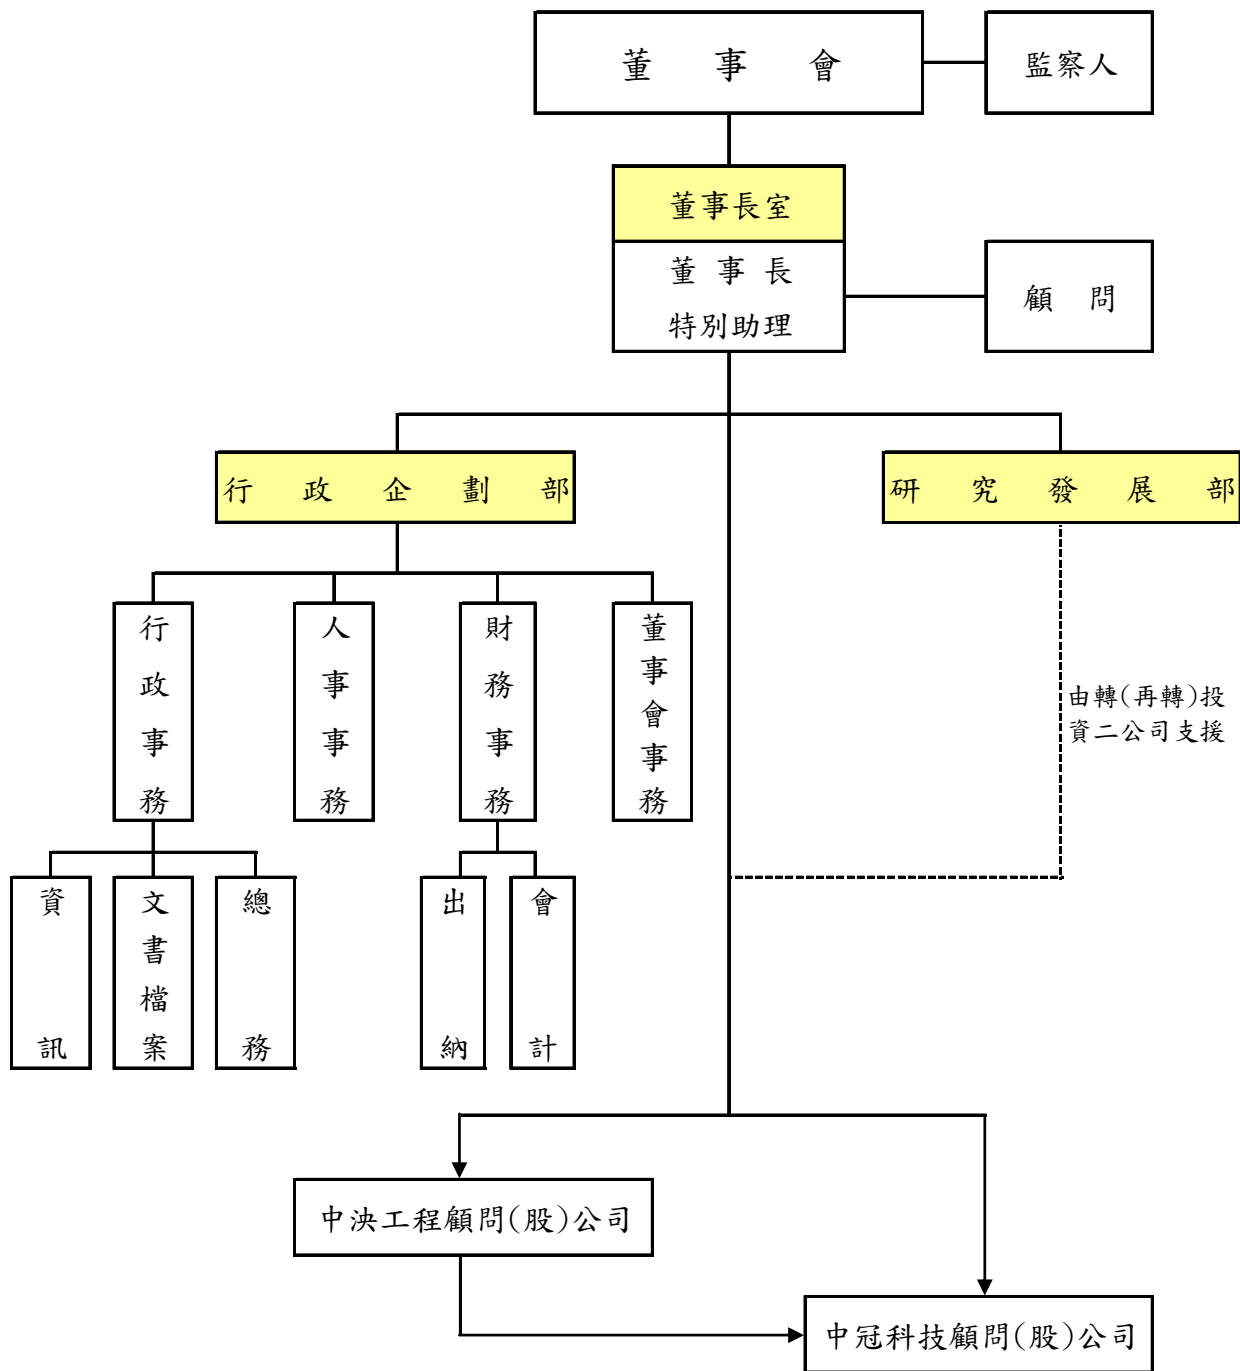 董事會
監察人
董事長室
董事長
特別助理
顧問
行政企劃部
研究發展部
行政事務
人事事務
財務事務
董事會事務
由轉(再轉)投
資二公司支援
資訊
文書檔案
總務
出納
會計
中泱工程顧問(股)公司
中冠科技顧問(股)公司